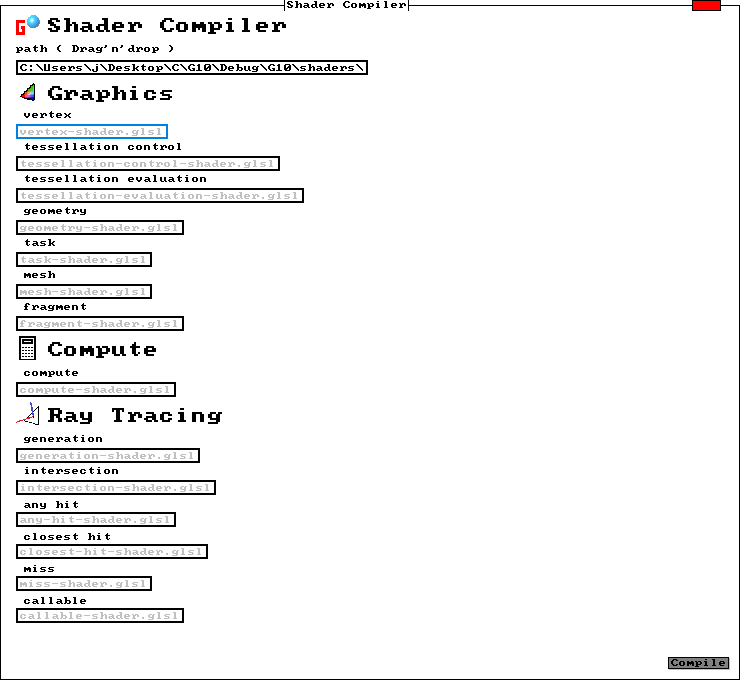 Shader Compiler
G Shader Compiler
path ( Drag'n'drop )
C:\Users\j\Desktop\C\G10\Debug\G10\shaders\
Graphics
vertex
vertex-shader.glsl
tessellation control
tessellation-control-shader.glsl
tessellation evaluation
tessellation-evaluation-shader.glsl
geometry
geometry-shader.glsl
task
task-shader.glsl
mesh
mesh-shader.glsl
fragment
fragment-shader.glsl
Compute
compute
compute-shader.glsl
Ray Tracing
generation
generation-shader.glsl
intersection
intersection-shader.glsl
any hit
any-hit-shader.glsl
closest hit
closest-hit-shader.glsl
miss
miss-shader.glsl
callable
callable-shader.glsl
Compile